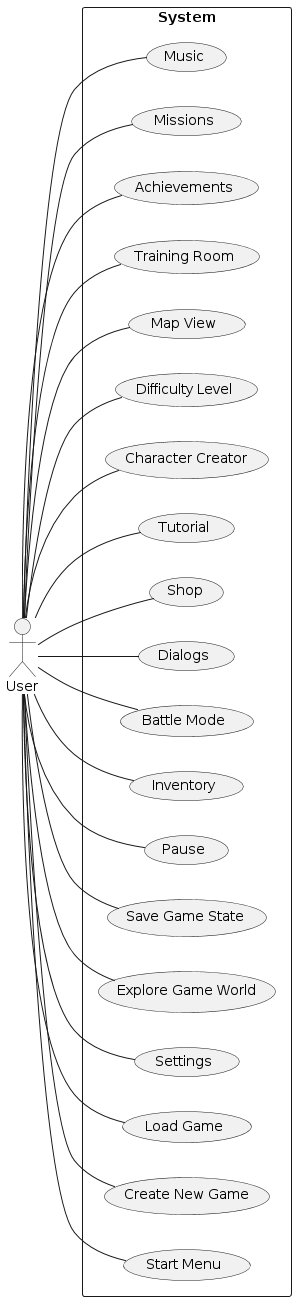 System
Music
Missions
Achievements
Training Room
Map View
Difficulty Level
Character Creator
Tutorial
Shop
Dialogs
User
Battle Mode
Inventory
Pause
Save Game State
Explore Game World
Settings
Load Game
Create New Game
Start Menu